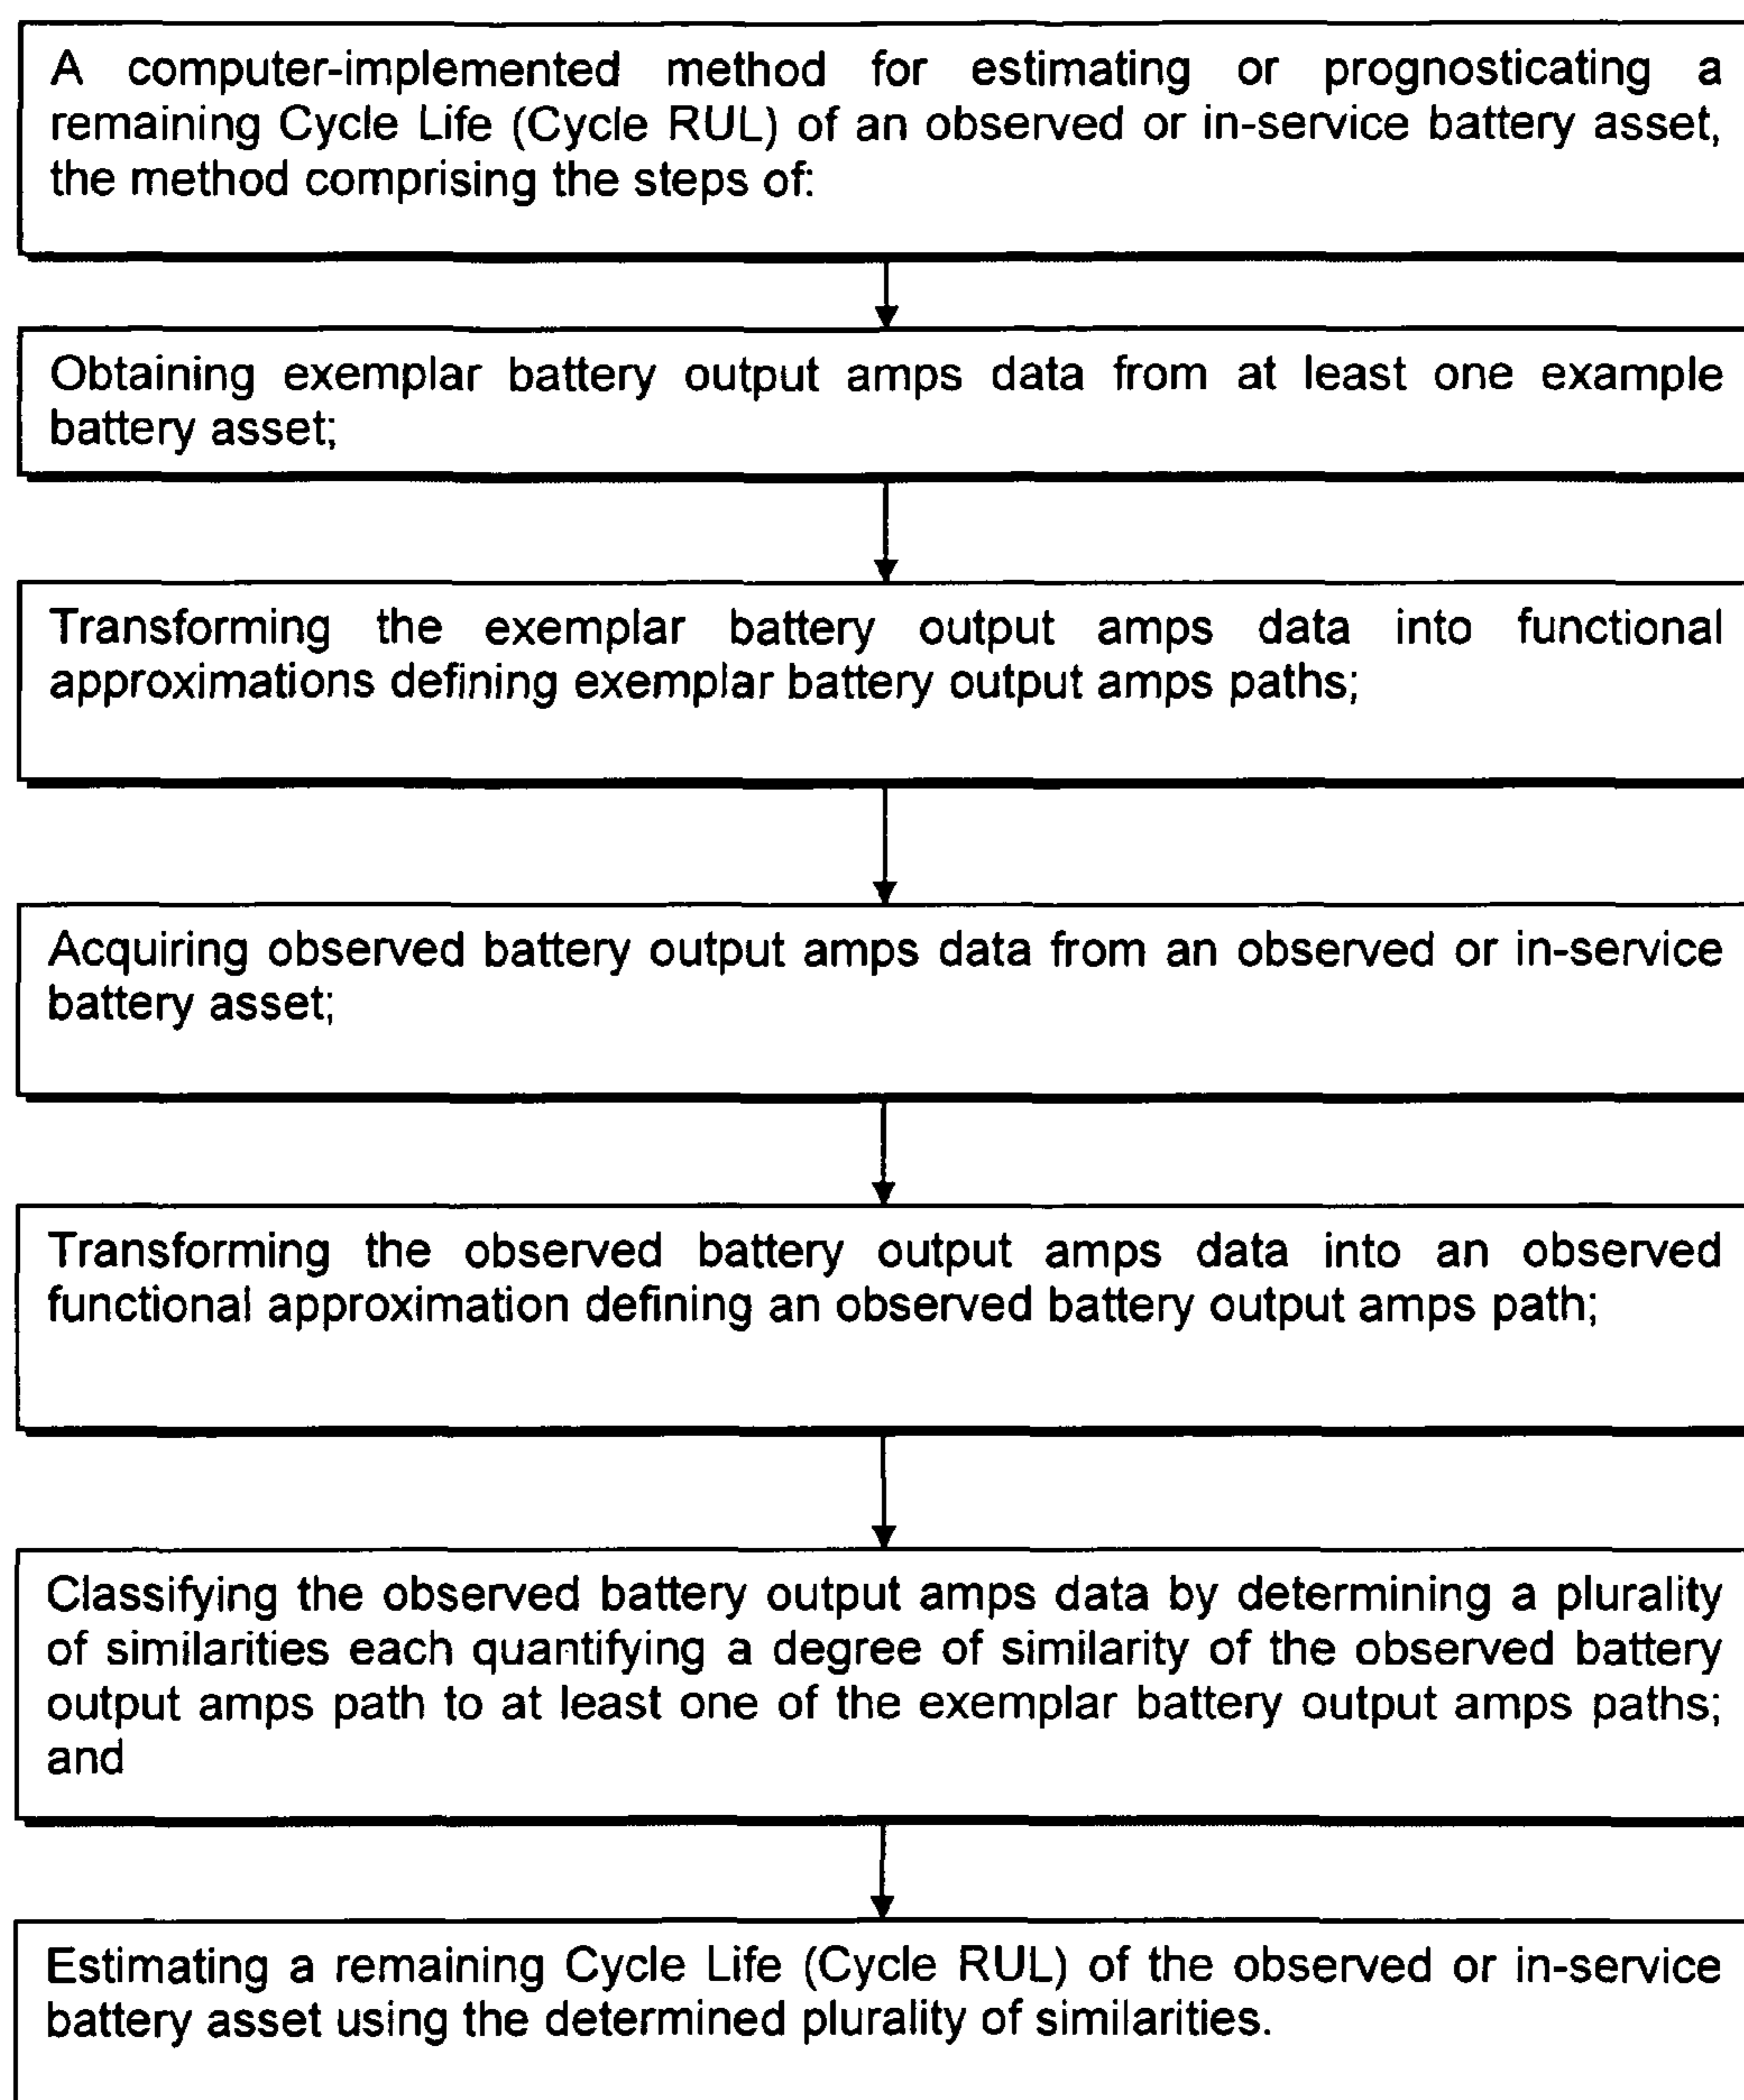 A computer-implemented method for estimating or prognosticating a
remaining Cycle Life (Cycle RUL) of an observed or in-service battery asset,
the method comprising the steps of:
Obtaining exemplar battery output amps data from at least one example
battery asset;
Transforming the exemplar battery output amps data into functional
approximations defining exemplar battery output amps paths;
Acquiring observed battery output amps data from an observed or in-service
battery asset;
Transforming the observed battery output amps data into an observed
functional approximation defining an observed battery output amps path;
Classifying the observed battery output amps data by determining a plurality
of similarities each quantifying a degree of similarity of the observed battery
output amps path to at least one of the exemplar battery output amps paths;
and
Estimating a remaining Cycle Life (Cycle RUL) of the observed or in-service
battery asset using the determined plurality of similarities.